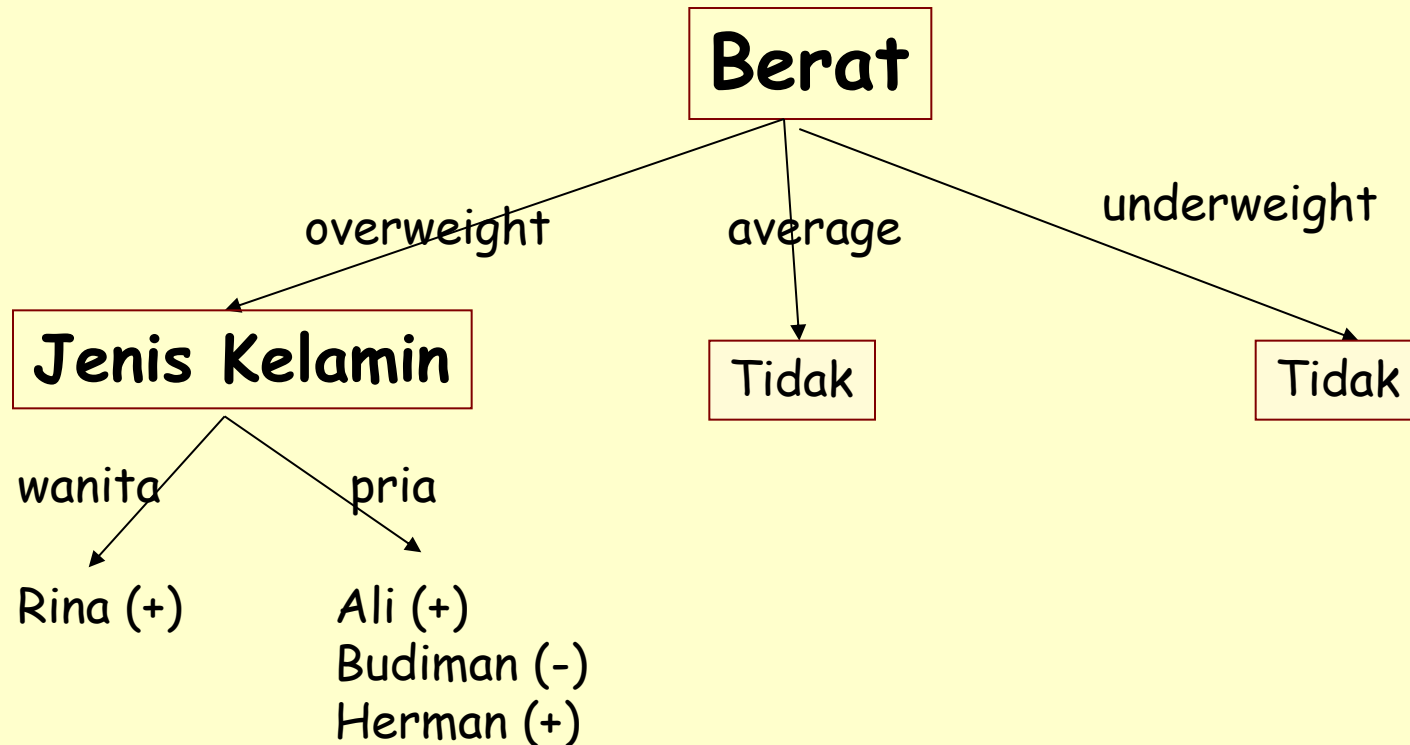 Berat
overweight
average
underweight
Jenis Kelamin
Tidak
Tidak
wanita
pria
Rina (+)
Ali (+)
Budiman (-)
Herman (+)